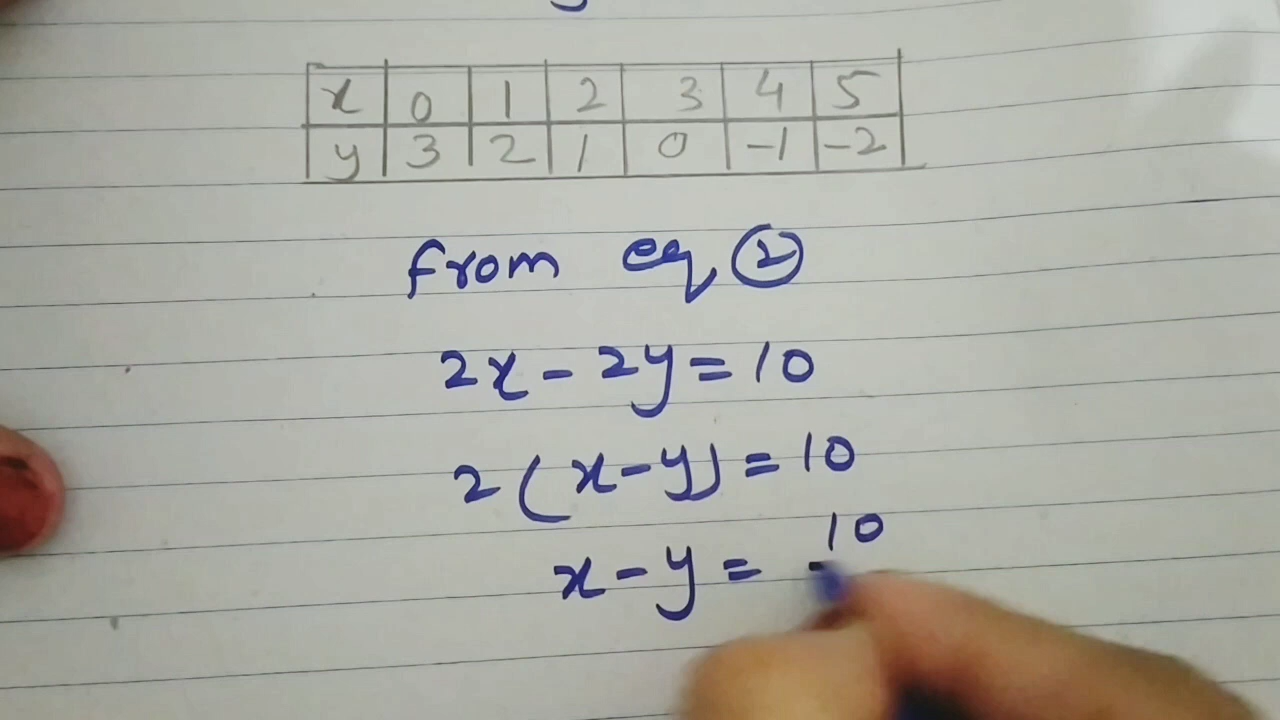 x 0 1 2 3 4 5
y 3 2 1 0 -1 -2
from eq ②
2x - 2y = 10
2(x-y) = 10
x - y = 10